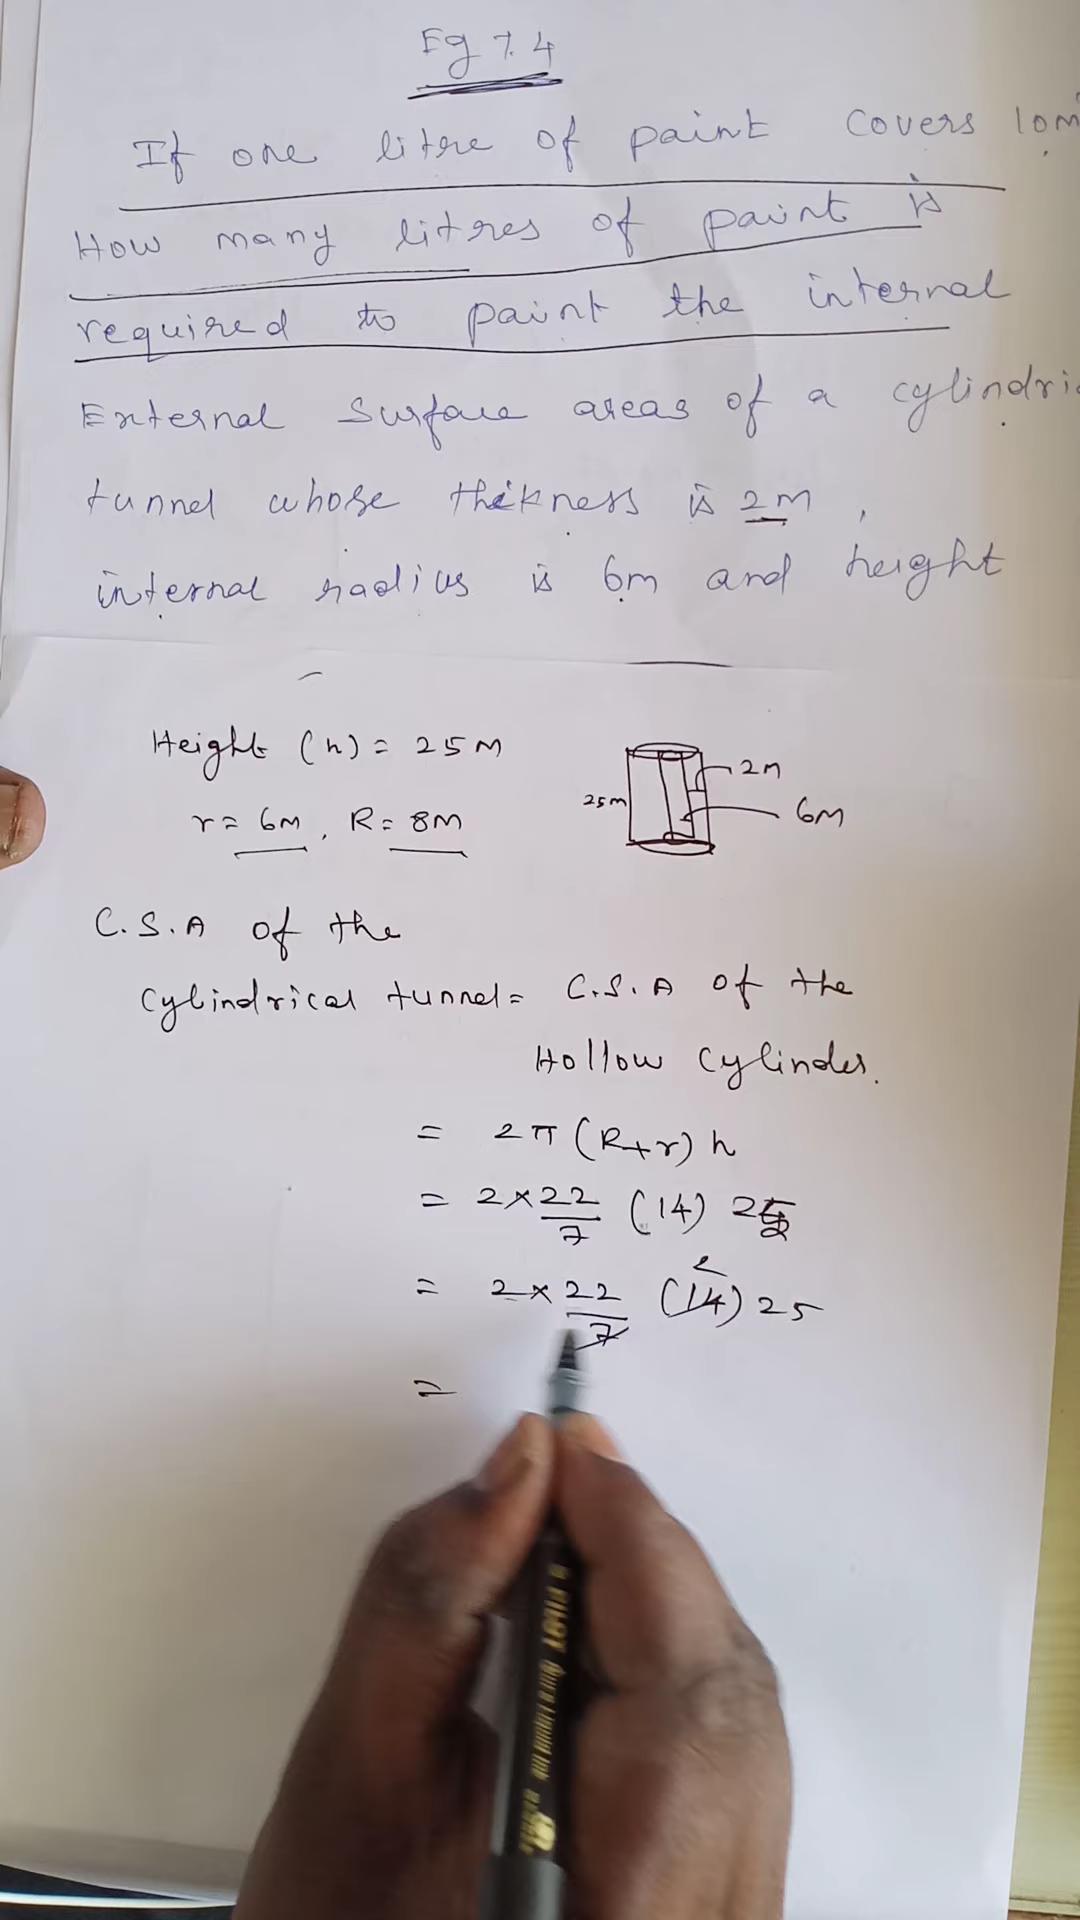 Eg 7.4
If one litre of paint covers 10m
How many litres of paint is
required to paint the internal
External Surface areas of a cylindric
tunnel whose thikness is 2m,
internal radius is 6m and height
Height (h) = 25m
2m
25m
6m
r = 6m, R = 8m
C.S.A of the
cylindrical tunnel = C.S.A of the
Hollow cylinder.
= 2π(R+r)h
= 2×22/7 (14) 25
2
= 2×22/7 (14) 25
=
PILOT